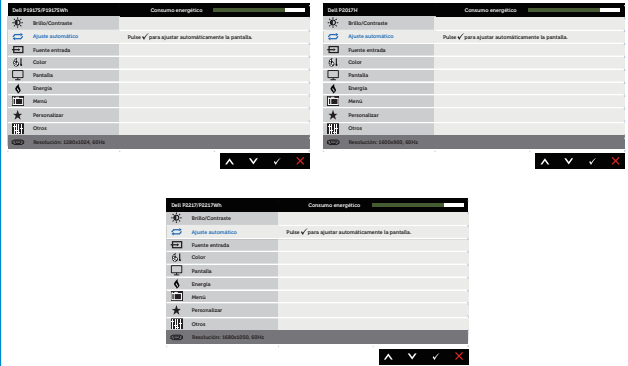 Dell P1917S/P1917SWh Consumo energético
Brillo/Contraste
Ajuste automático Pulse ✓ para ajustar automáticamente la pantalla.
Fuente entrada
Color
Pantalla
Energía
Menú
Personalizar
Otros
Resolución: 1280x1024, 60Hz
Dell P2017H Consumo energético
Brillo/Contraste
Ajuste automático Pulse ✓ para ajustar automáticamente la pantalla.
Fuente entrada
Color
Pantalla
Energía
Menú
Personalizar
Otros
Resolución: 1600x900, 60Hz
Dell P2217/P2217Wh Consumo energético
Brillo/Contraste
Ajuste automático Pulse ✓ para ajustar automáticamente la pantalla.
Fuente entrada
Color
Pantalla
Energía
Menú
Personalizar
Otros
Resolución: 1680x1050, 60Hz